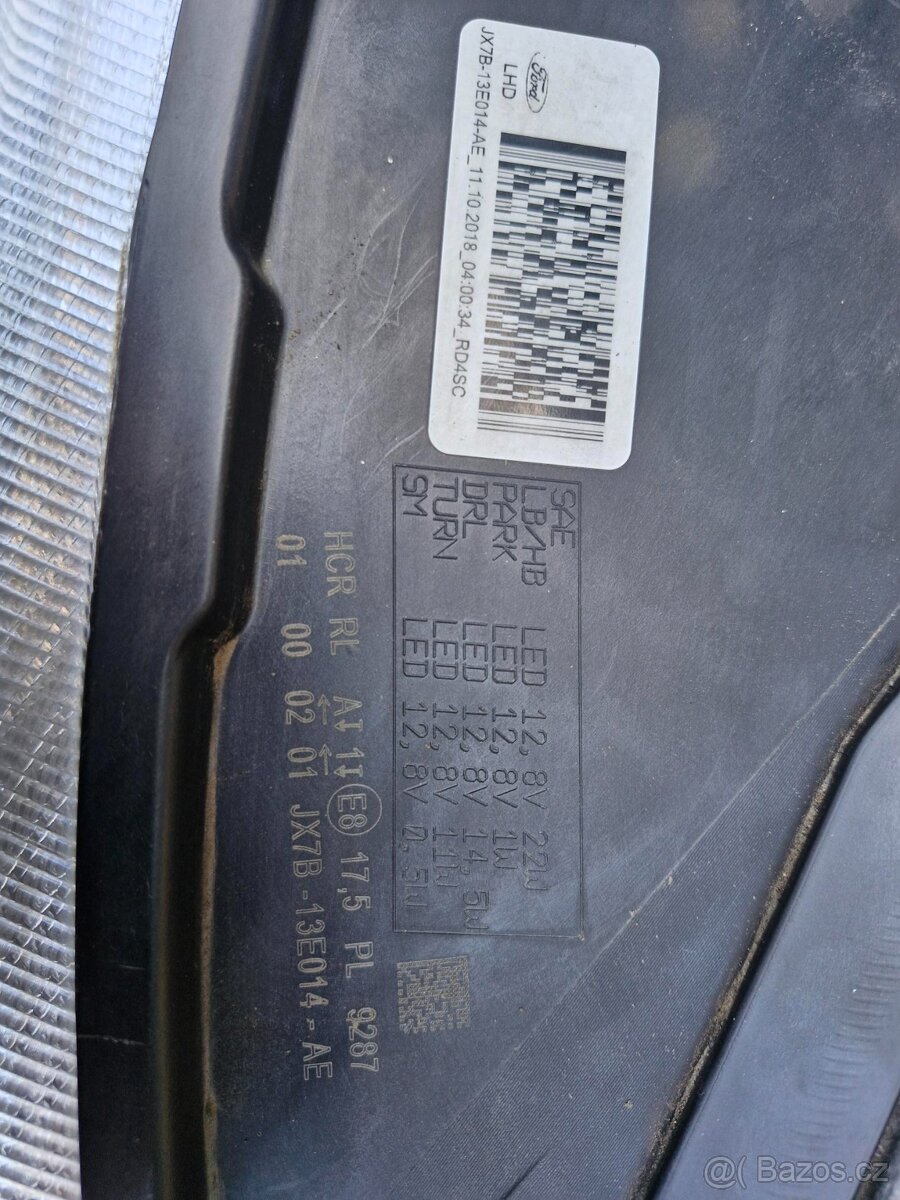 Ford
LHD
JX7B-13E014-AE_11.10.2018_04:00:34_RD4SC
SAE
LB/HB LED 12,8V 22W
PARK LED 12,8V 1W
DRL LED 12,8V 14,5W
TURN LED 12,8V 11W
SM LED 12,8V 0,5W
HCR RL A 1 E8 17,5 PL 9287
01 00 02 01 JX7B-13E014-AE
@ Bazos.cz